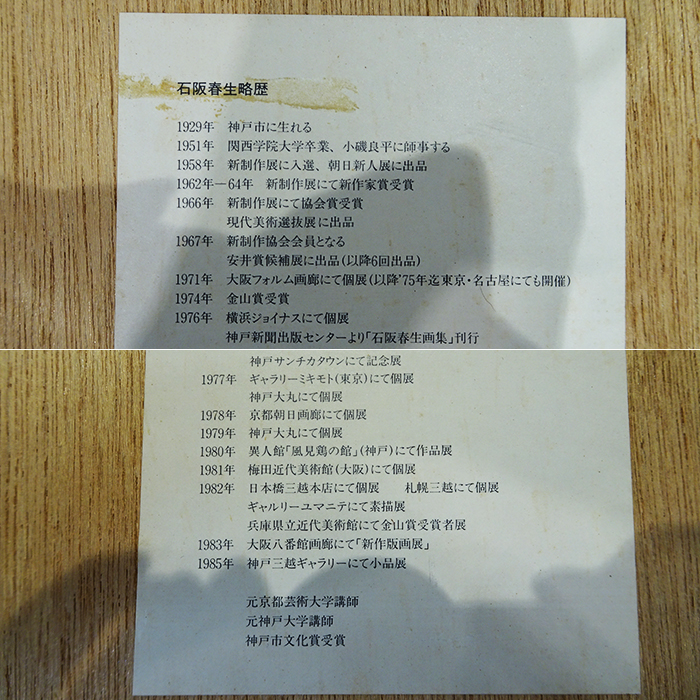 石阪春生略歴
1929年 神戸市に生れる
1951年 関西学院大学卒業、小磯良平に師事する
1958年 新制作展に入選、朝日新人展に出品
1962年—64年 新制作展にて新作家賞受賞
1966年 新制作展にて協会賞受賞
現代美術選抜展に出品
1967年 新制作協会会員となる
安井賞候補展に出品(以降6回出品)
1971年 大阪フォルム画廊にて個展(以降'75年迄東京・名古屋にても開催)
1974年 金山賞受賞
1976年 横浜ジョイナスにて個展
神戸新聞出版センターより「石阪春生画集」刊行
神戸サンチカタウンにて記念展
1977年 ギャラリーミキモト(東京)にて個展
神戸大丸にて個展
1978年 京都朝日画廊にて個展
1979年 神戸大丸にて個展
1980年 異人館「風見鶏の館」(神戸)にて作品展
1981年 梅田近代美術館(大阪)にて個展
1982年 日本橋三越本店にて個展 札幌三越にて個展
ギャルリーユマニテにて素描展
兵庫県立近代美術館にて金山賞受賞者展
1983年 大阪八番館画廊にて「新作版画展」
1985年 神戸三越ギャラリーにて小品展
元京都芸術大学講師
元神戸大学講師
神戸市文化賞受賞